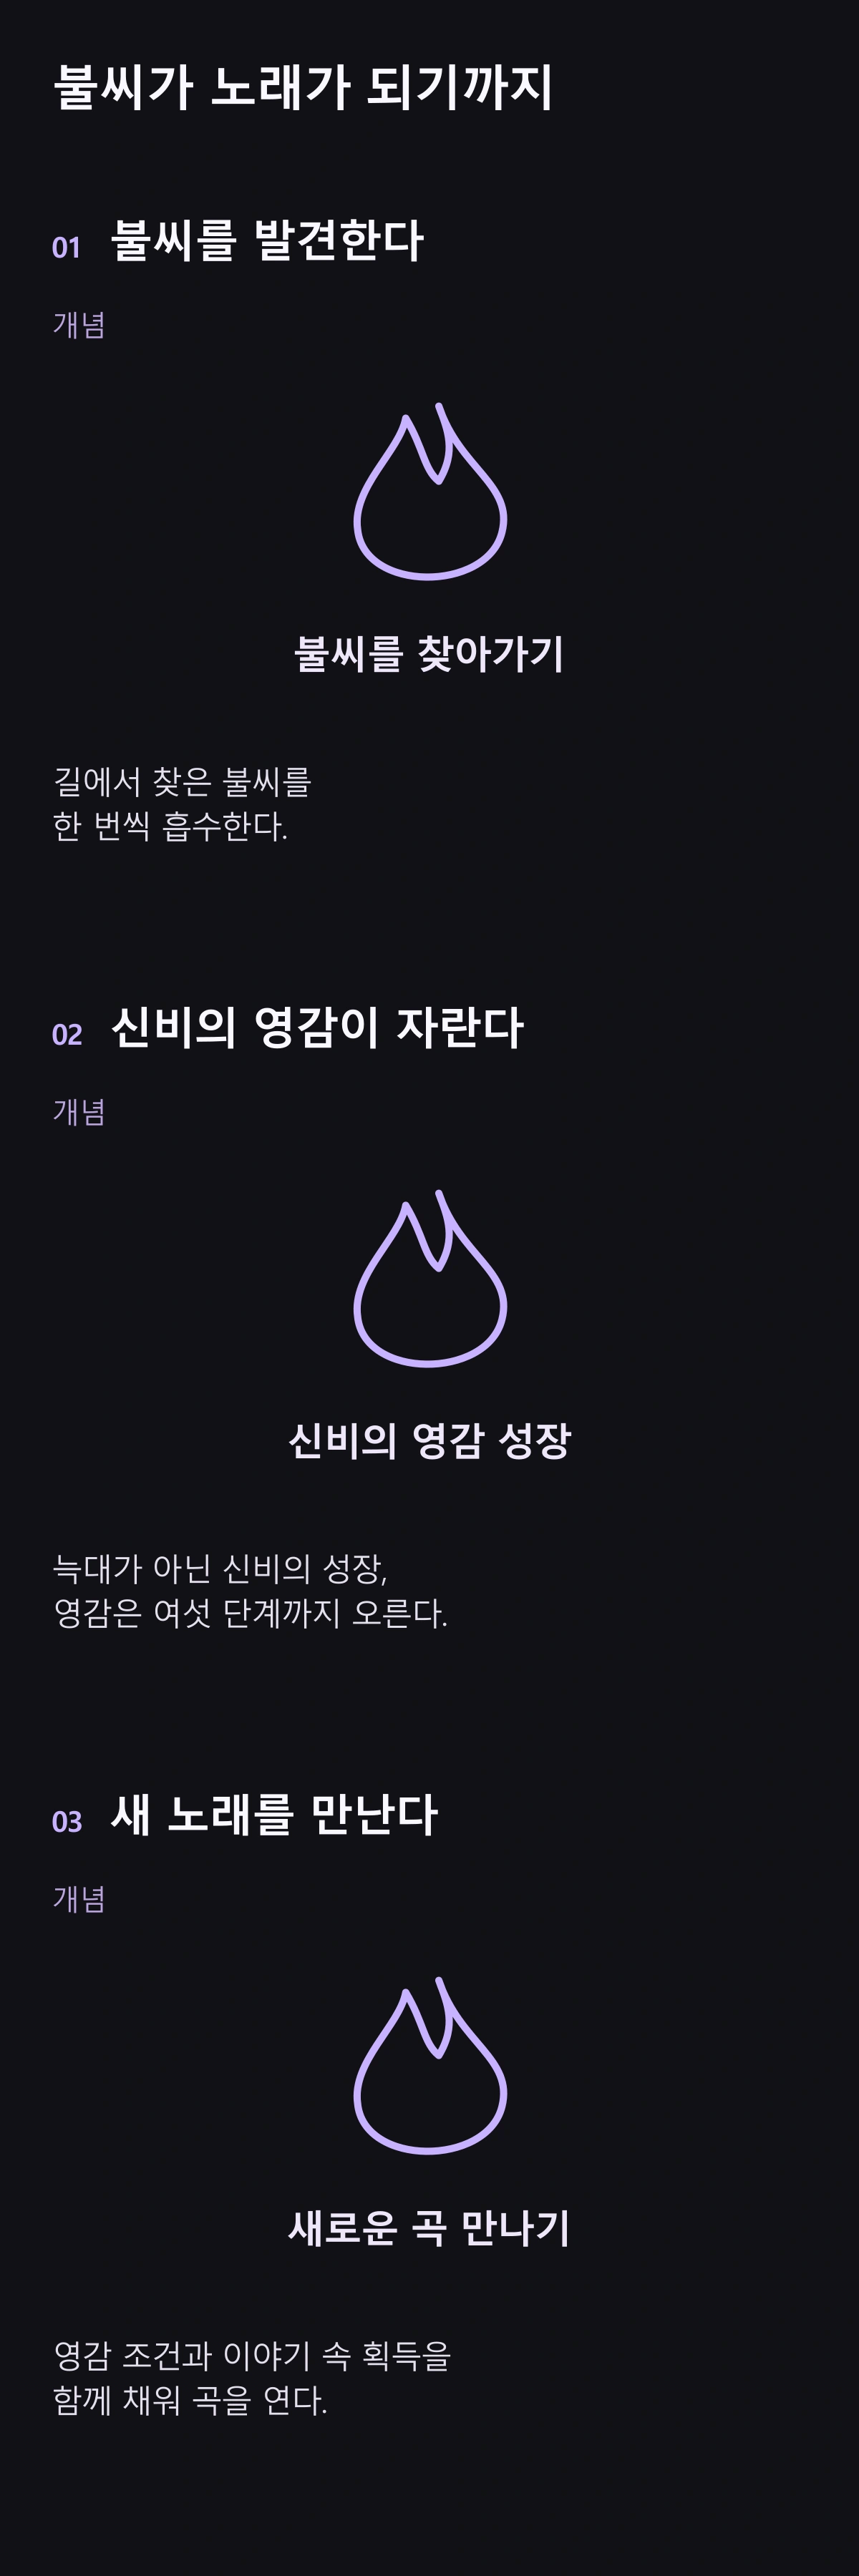 불씨가 노래가 되기까지
01 불씨를 발견한다
개념
불씨를 찾아가기
길에서 찾은 불씨를
한 번씩 흡수한다.
02 신비의 영감이 자란다
개념
신비의 영감 성장
늑대가 아닌 신비의 성장,
영감은 여섯 단계까지 오른다.
03 새 노래를 만난다
개념
새로운 곡 만나기
영감 조건과 이야기 속 획득을
함께 채워 곡을 연다.